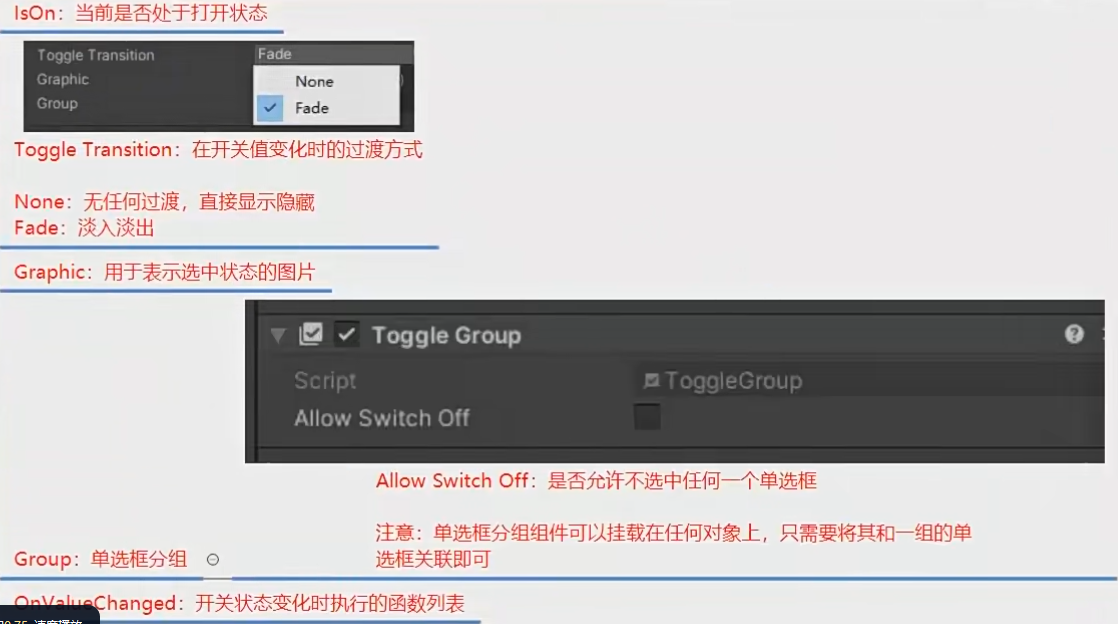 IsOn：当前是否处于打开状态
Toggle Transition
Fade
Graphic
None
Group
Fade
Toggle Transition：在开关值变化时的过渡方式
None：无任何过渡，直接显示隐藏
Fade：淡入淡出
Graphic：用于表示选中状态的图片
Toggle Group
Script
ToggleGroup
Allow Switch Off
Allow Switch Off：是否允许不选中任何一个单选框
注意：单选框分组组件可以挂载在任何对象上，只需要将其和一组的单
选框关联即可
Group：单选框分组
OnValueChanged：开关状态变化时执行的函数列表